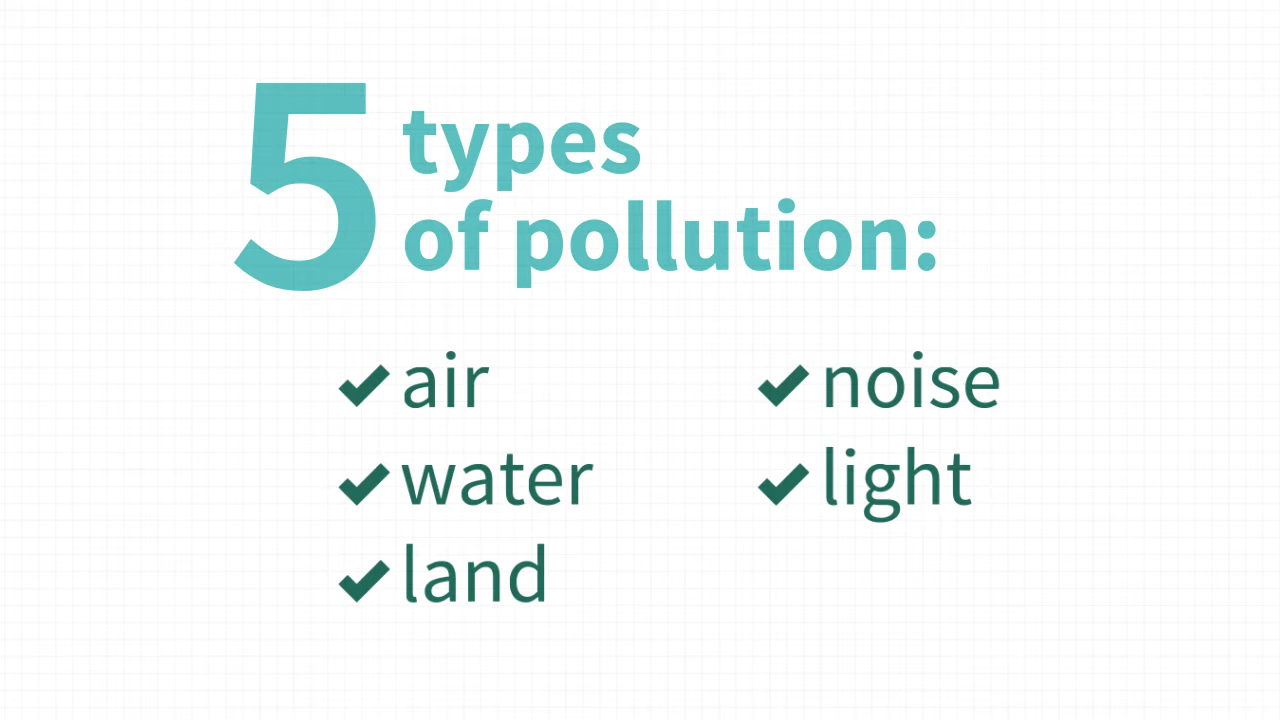 5 types
of pollution:
air
water
land
noise
light